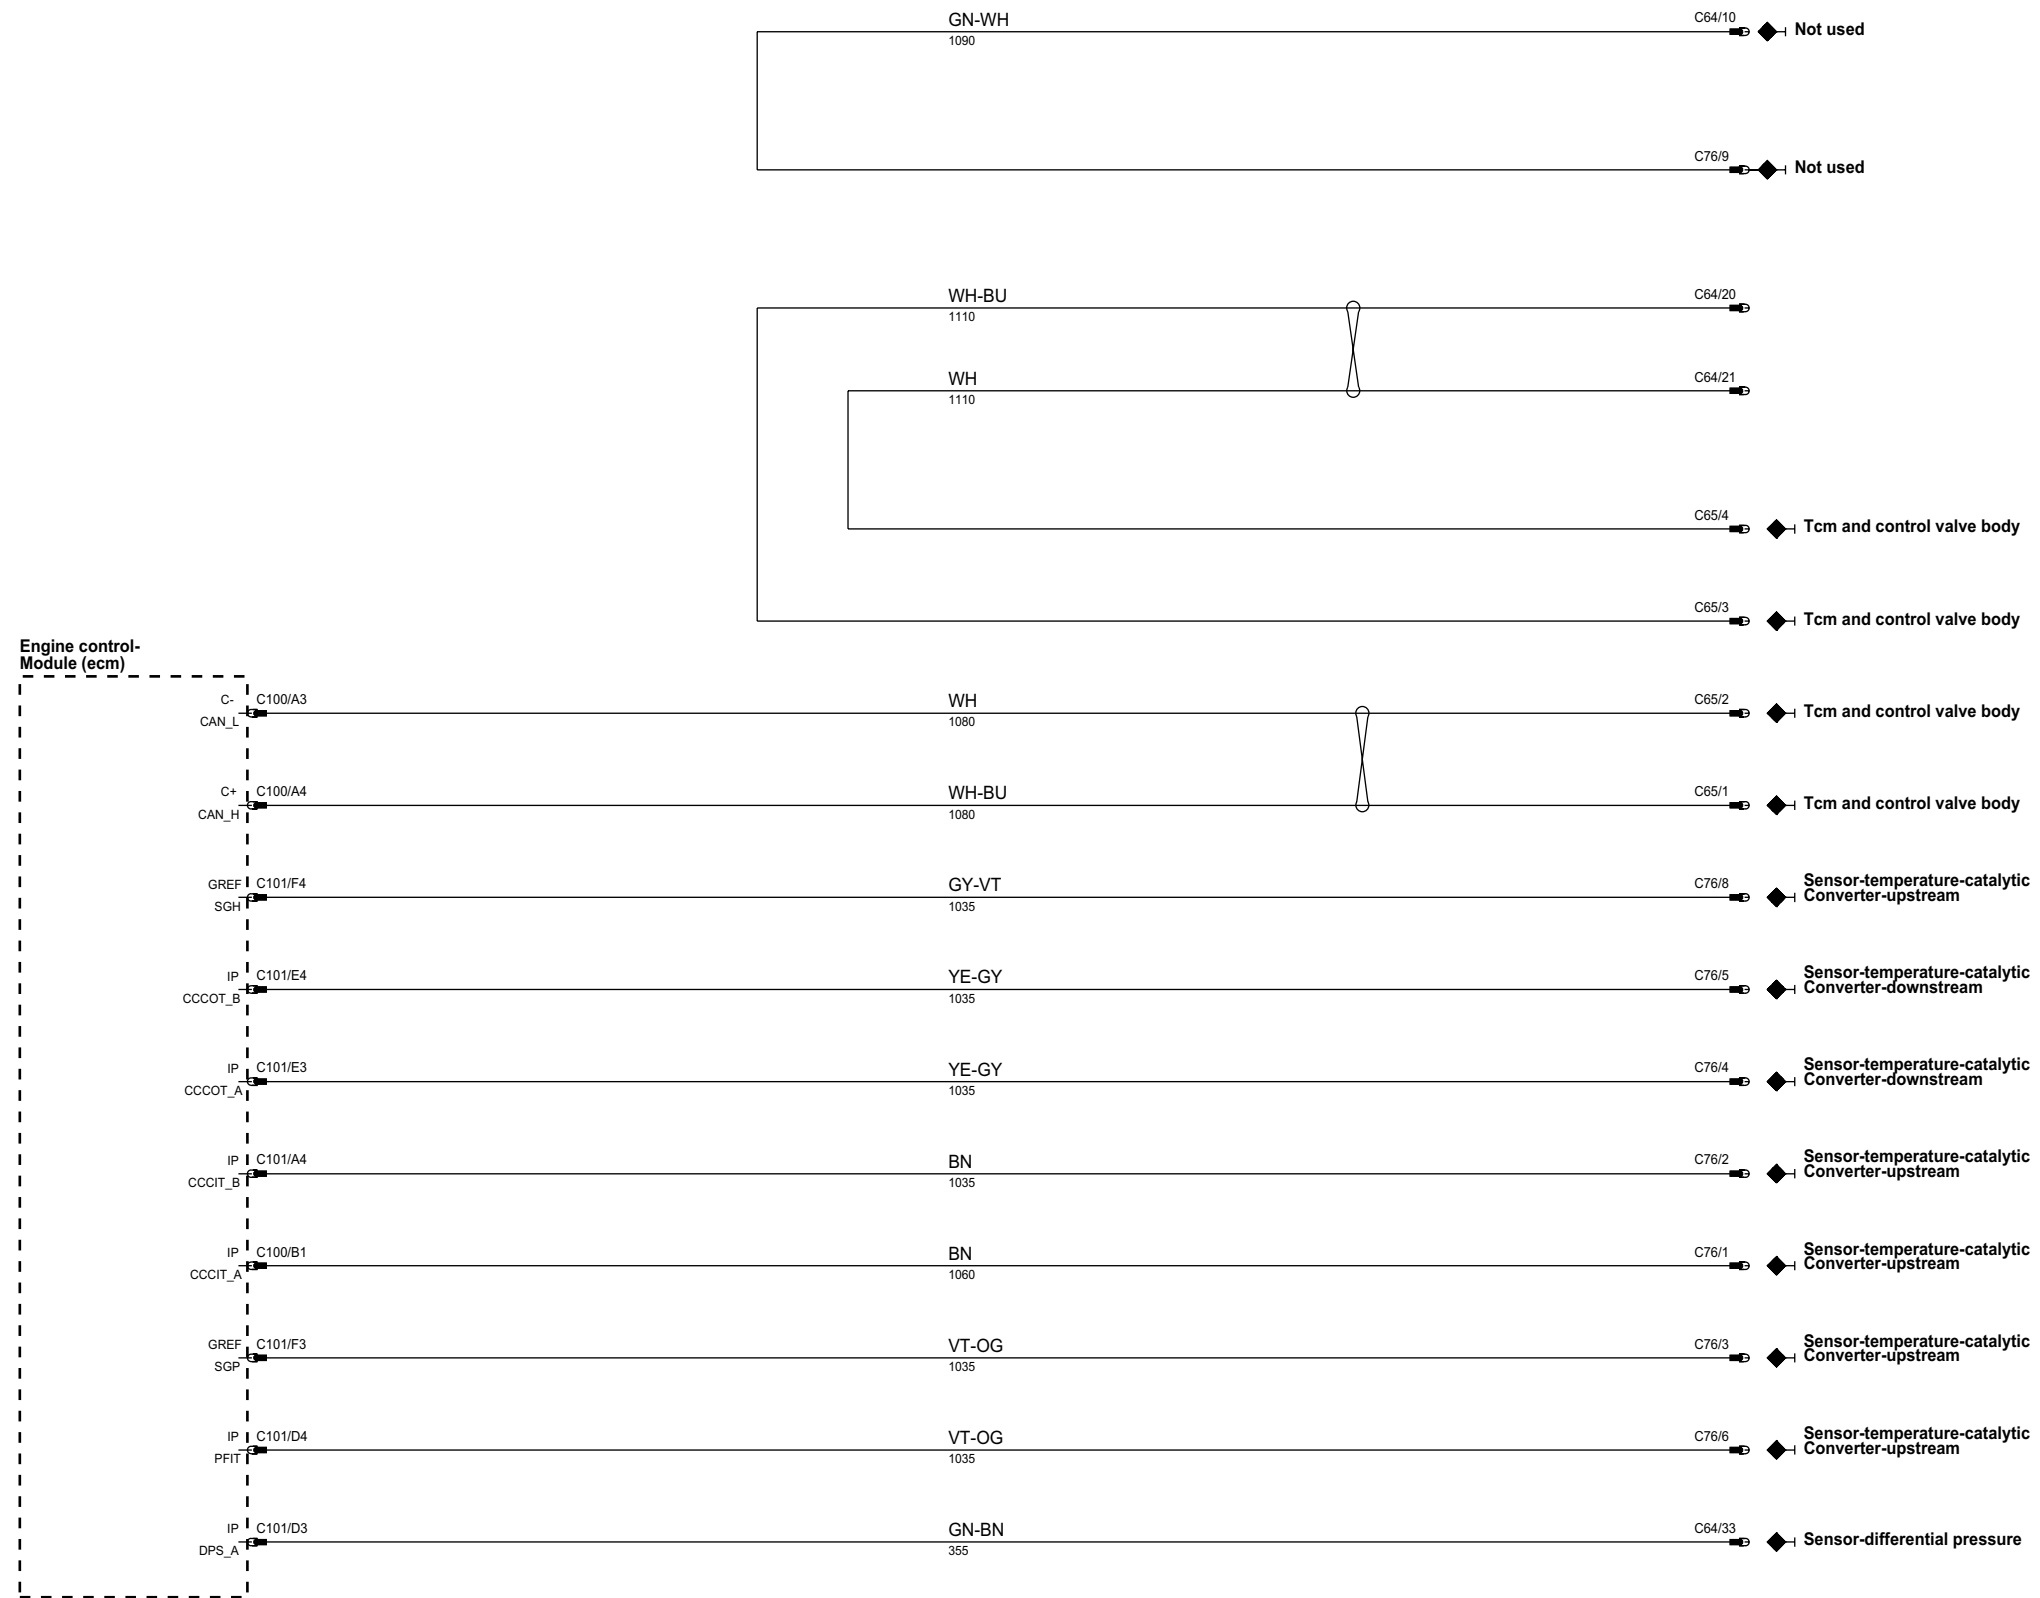 GN-WH
C64/10
Not used
1090
C76/9
Not used
WH-BU
C64/20
1110
WH
C64/21
1110
C65/4
Tcm and control valve body
C65/3
Tcm and control valve body
Engine control-
Module (ecm)
C-
C100/A3
WH
C65/2
Tcm and control valve body
CAN_L
1080
C+
C100/A4
WH-BU
C65/1
Tcm and control valve body
CAN_H
1080
GREF
C101/F4
GY-VT
C76/8
Sensor-temperature-catalytic
Converter-upstream
SGH
1035
IP
C101/E4
YE-GY
C76/5
Sensor-temperature-catalytic
Converter-downstream
CCCOT_B
1035
IP
C101/E3
YE-GY
C76/4
Sensor-temperature-catalytic
Converter-downstream
CCCOT_A
1035
IP
C101/A4
BN
C76/2
Sensor-temperature-catalytic
Converter-upstream
CCCIT_B
1035
IP
C100/B1
BN
C76/1
Sensor-temperature-catalytic
Converter-upstream
CCCIT_A
1060
GREF
C101/F3
VT-OG
C76/3
Sensor-temperature-catalytic
Converter-upstream
SGP
1035
IP
C101/D4
VT-OG
C76/6
Sensor-temperature-catalytic
Converter-upstream
PFIT
1035
IP
C101/D3
GN-BN
C64/33
Sensor-differential pressure
DPS_A
355